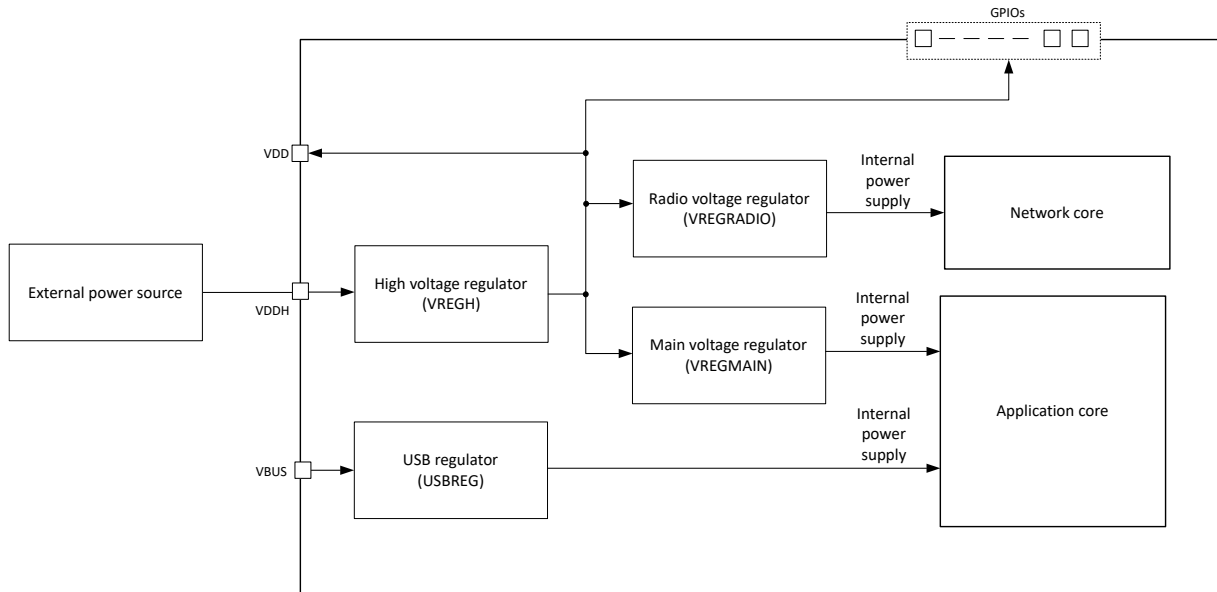 GPIOs
VDD
Radio voltage regulator
(VREGRADIO)
Internal
power
supply
Network core
External power source
VDDH
High voltage regulator
(VREGH)
Main voltage regulator
(VREGMAIN)
Internal
power
supply
Application core
VBUS
USB regulator
(USBREG)
Internal
power
supply